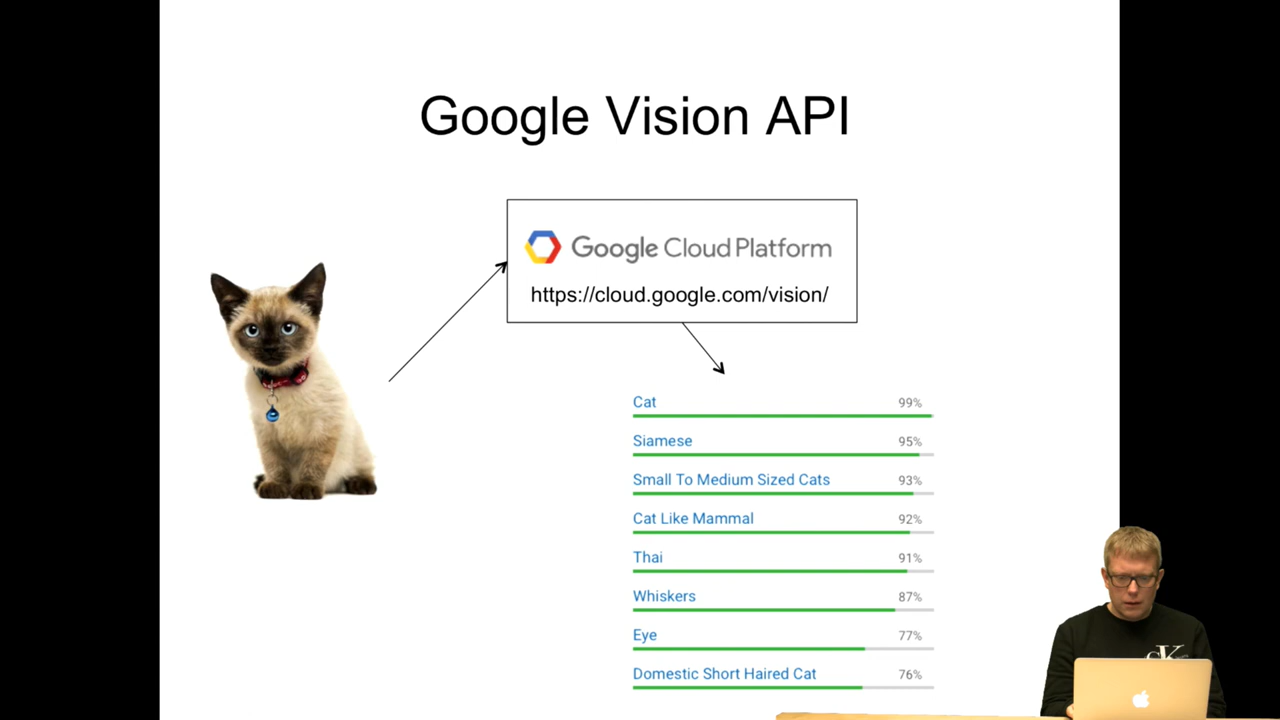 Google Vision API
Google Cloud Platform
https://cloud.google.com/vision/
Cat 99%
Siamese 95%
Small To Medium Sized Cats 93%
Cat Like Mammal 92%
Thai 91%
Whiskers 87%
Eye 77%
Domestic Short Haired Cat 76%
cK